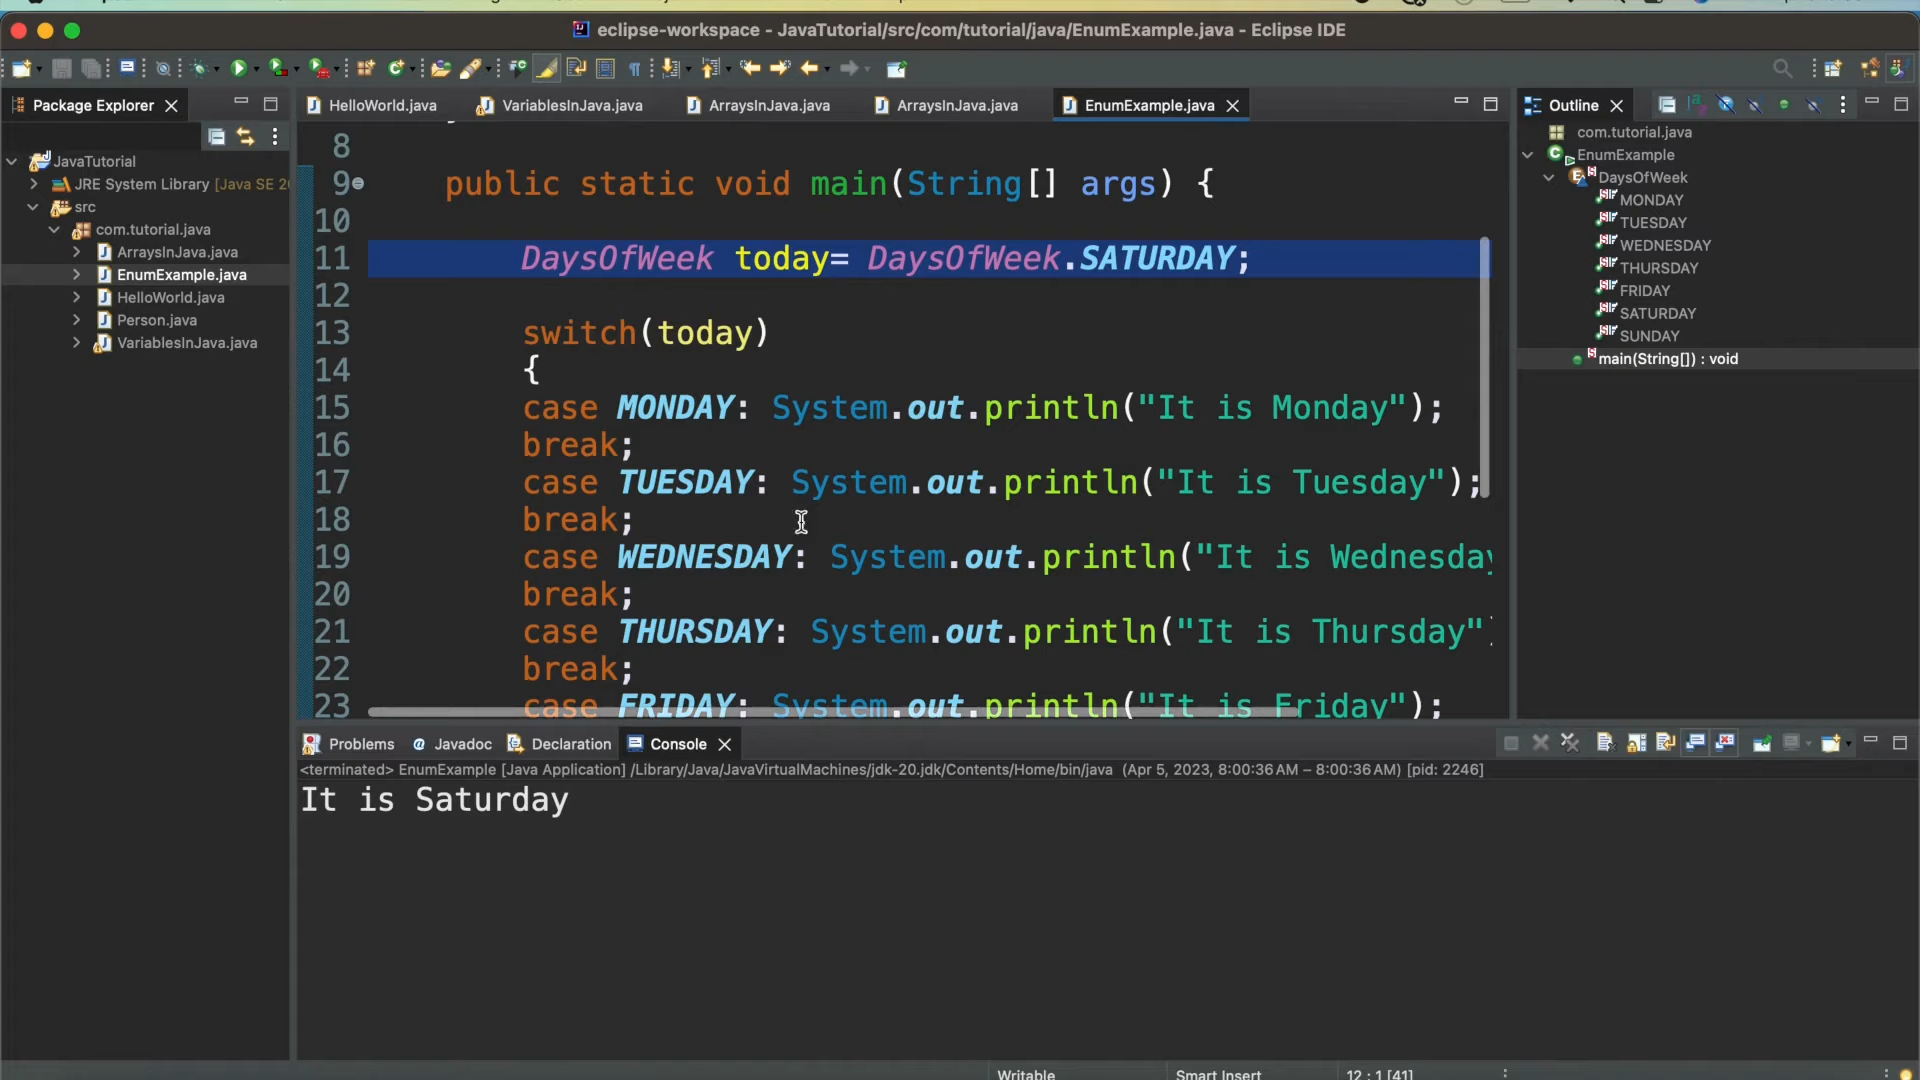 eclipse-workspace - JavaTutorial/src/com/tutorial/java/EnumExample.java - Eclipse IDE
Package Explorer
HelloWorld.java
VariablesInJava.java
ArraysInJava.java
ArraysInJava.java
EnumExample.java
Outline
JavaTutorial
JRE System Library [Java SE 20
src
com.tutorial.java
ArraysInJava.java
EnumExample.java
HelloWorld.java
Person.java
VariablesInJava.java
8
9 public static void main(String[] args) {
10
11 DaysOfWeek today= DaysOfWeek.SATURDAY;
12
13 switch(today)
14 {
15 case MONDAY: System.out.println("It is Monday");
16 break;
17 case TUESDAY: System.out.println("It is Tuesday");
18 break;
19 case WEDNESDAY: System.out.println("It is Wednesday
20 break;
21 case THURSDAY: System.out.println("It is Thursday")
22 break;
23 case FRIDAY: System.out.println("It is Friday");
com.tutorial.java
EnumExample
DaysOfWeek
MONDAY
TUESDAY
WEDNESDAY
THURSDAY
FRIDAY
SATURDAY
SUNDAY
main(String[]) : void
Problems
Javadoc
Declaration
Console
<terminated> EnumExample [Java Application] /Library/Java/JavaVirtualMachines/jdk-20.jdk/Contents/Home/bin/java (Apr 5, 2023, 8:00:36 AM – 8:00:36 AM) [pid: 2246]
It is Saturday
Writable
Smart Insert
12 : 1 [41]